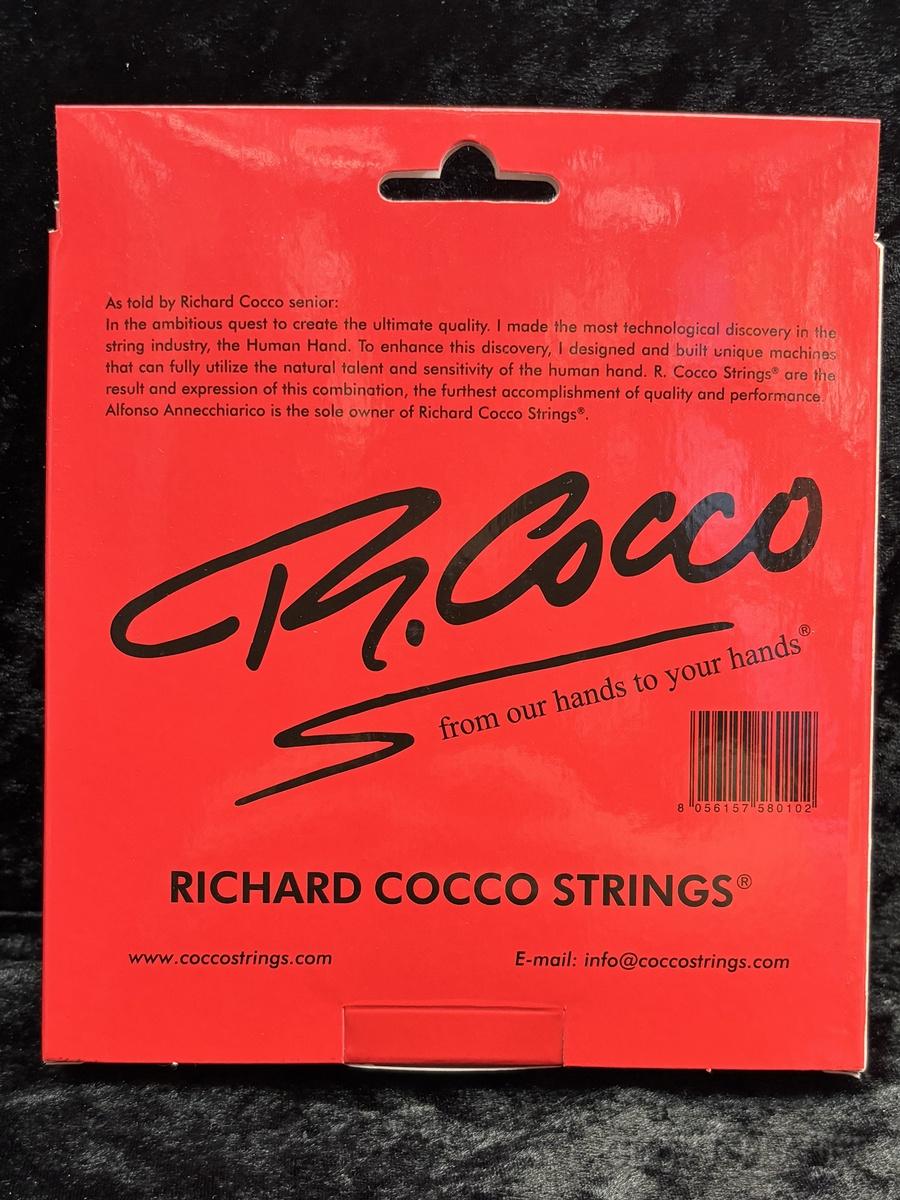 As told by Richard Cocco senior:
In the ambitious quest to create the ultimate quality. I made the most technological discovery in the
string industry, the Human Hand. To enhance this discovery, I designed and built unique machines
that can fully utilize the natural talent and sensitivity of the human hand. R. Cocco Strings® are the
result and expression of this combination, the furthest accomplishment of quality and performance.
Alfonso Annecchiarico is the sole owner of Richard Cocco Strings®.
R. Cocco
from our hands to your hands®
8 056157 580102
RICHARD COCCO STRINGS®
www.coccostrings.com
E-mail: info@coccostrings.com